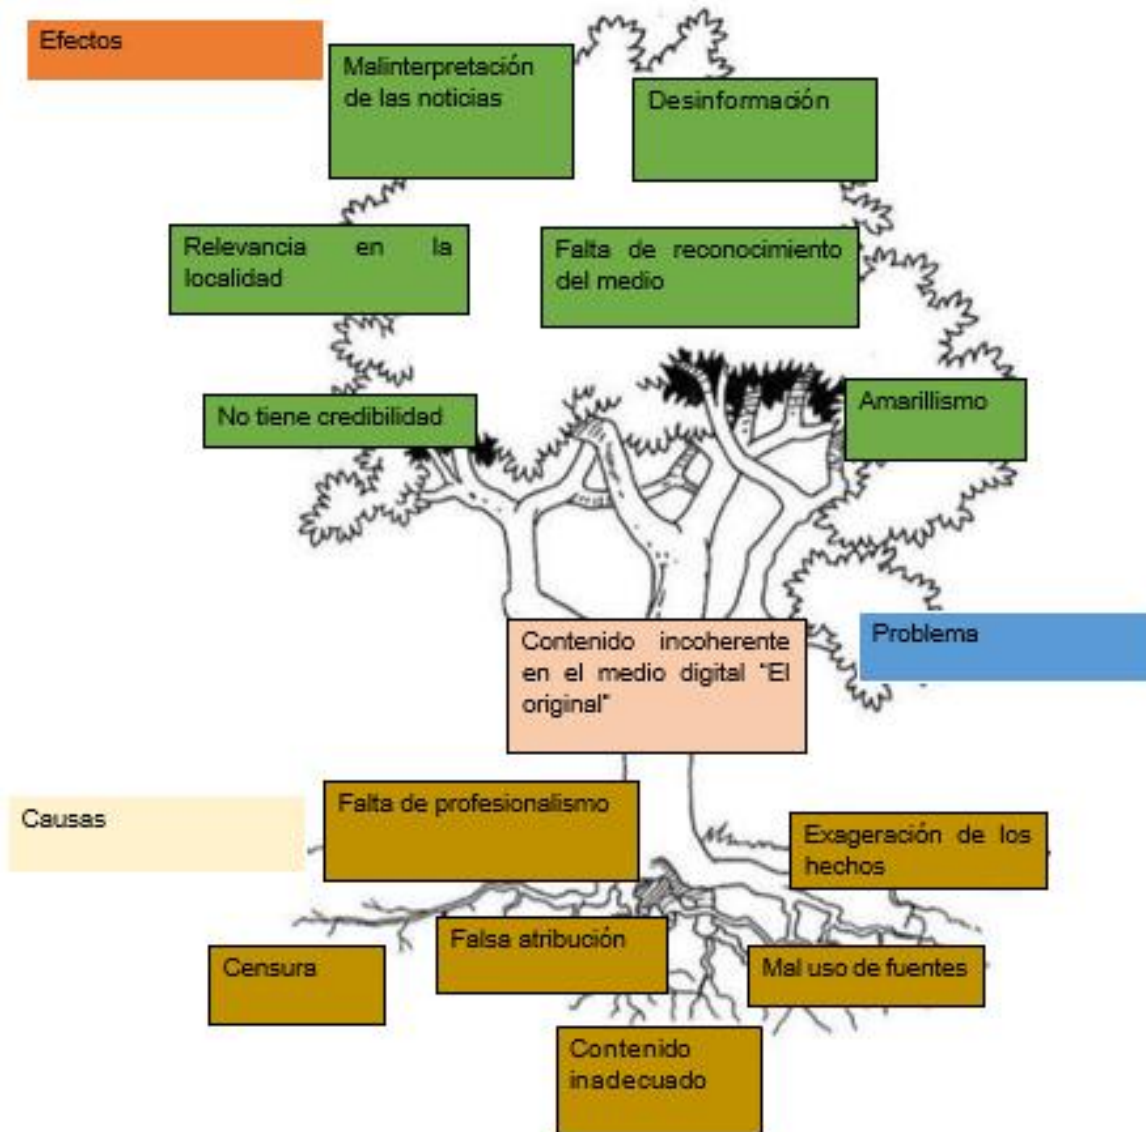 Efectos
Malinterpretación
de las noticias
Desinformación
Relevancia en la
localidad
Falta de reconocimiento
del medio
No tiene credibilidad
Amarillismo
Contenido incoherente
en el medio digital "El
original"
Problema
Causas
Falta de profesionalismo
Exageración de los
hechos
Falsa atribución
Censura
Mal uso de fuentes
Contenido
inadecuado